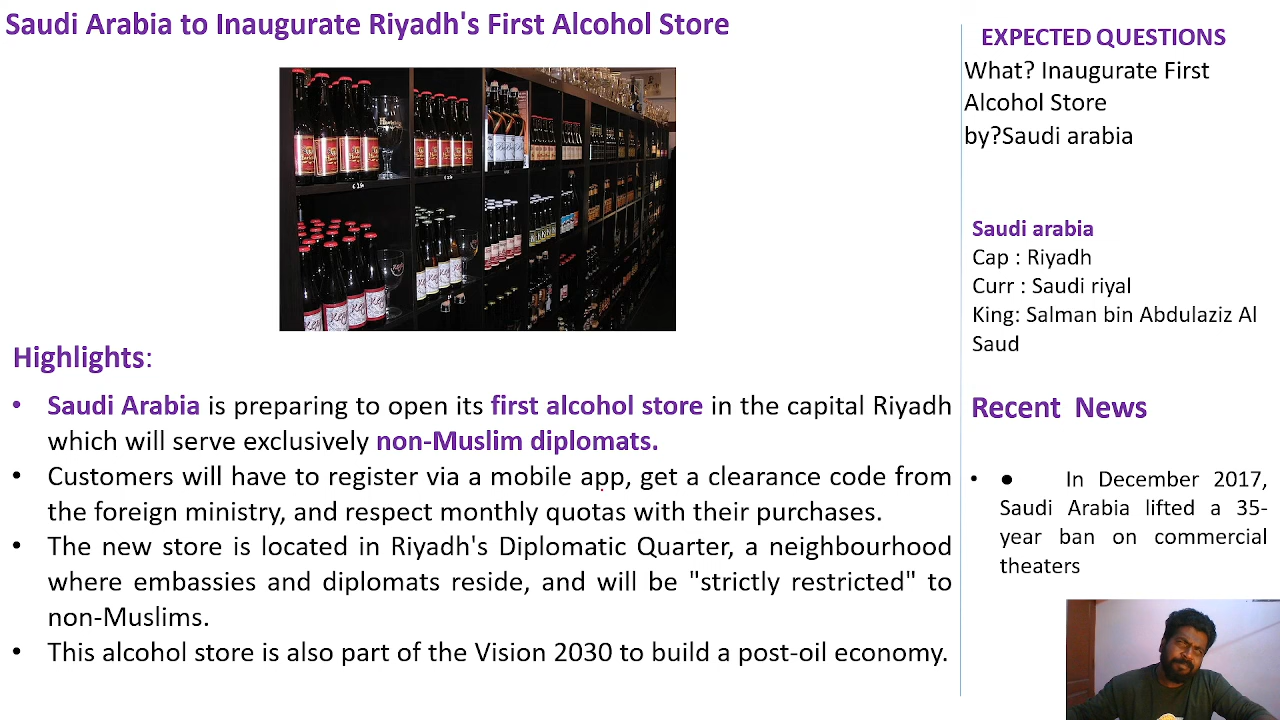 Saudi Arabia to Inaugurate Riyadh's First Alcohol Store
Highlights:
• Saudi Arabia is preparing to open its first alcohol store in the capital Riyadh
which will serve exclusively non-Muslim diplomats.
• Customers will have to register via a mobile app, get a clearance code from
the foreign ministry, and respect monthly quotas with their purchases.
• The new store is located in Riyadh's Diplomatic Quarter, a neighbourhood
where embassies and diplomats reside, and will be "strictly restricted" to
non-Muslims.
• This alcohol store is also part of the Vision 2030 to build a post-oil economy.
EXPECTED QUESTIONS
What? Inaugurate First
Alcohol Store
by?Saudi arabia
Saudi arabia
Cap : Riyadh
Curr : Saudi riyal
King: Salman bin Abdulaziz Al
Saud
Recent News
• ● In December 2017,
Saudi Arabia lifted a 35-
year ban on commercial
theaters